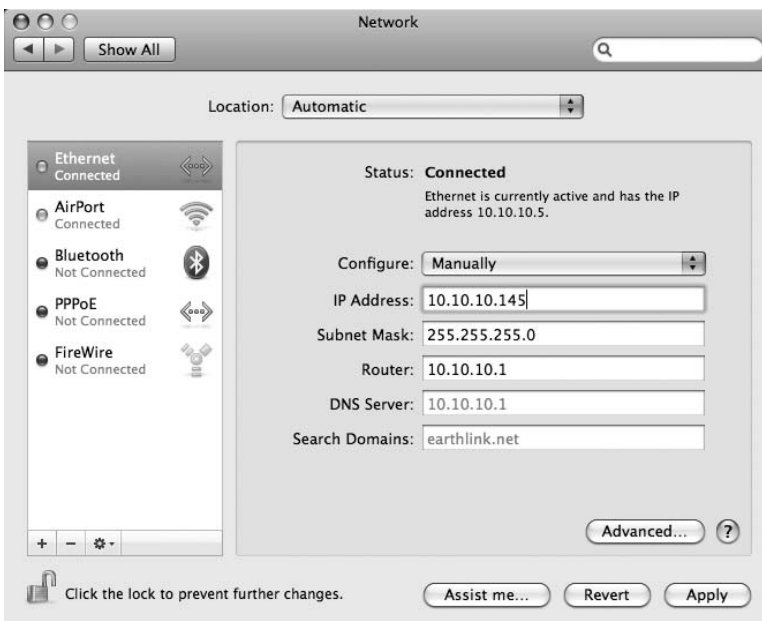 Network
Show All
Location: Automatic
Ethernet
Connected
AirPort
Connected
Bluetooth
Not Connected
PPPoE
Not Connected
FireWire
Not Connected
Status: Connected
Ethernet is currently active and has the IP
address 10.10.10.5.
Configure: Manually
IP Address: 10.10.10.145
Subnet Mask: 255.255.255.0
Router: 10.10.10.1
DNS Server: 10.10.10.1
Search Domains: earthlink.net
Advanced... ?
+ −
Click the lock to prevent further changes.
Assist me... Revert Apply